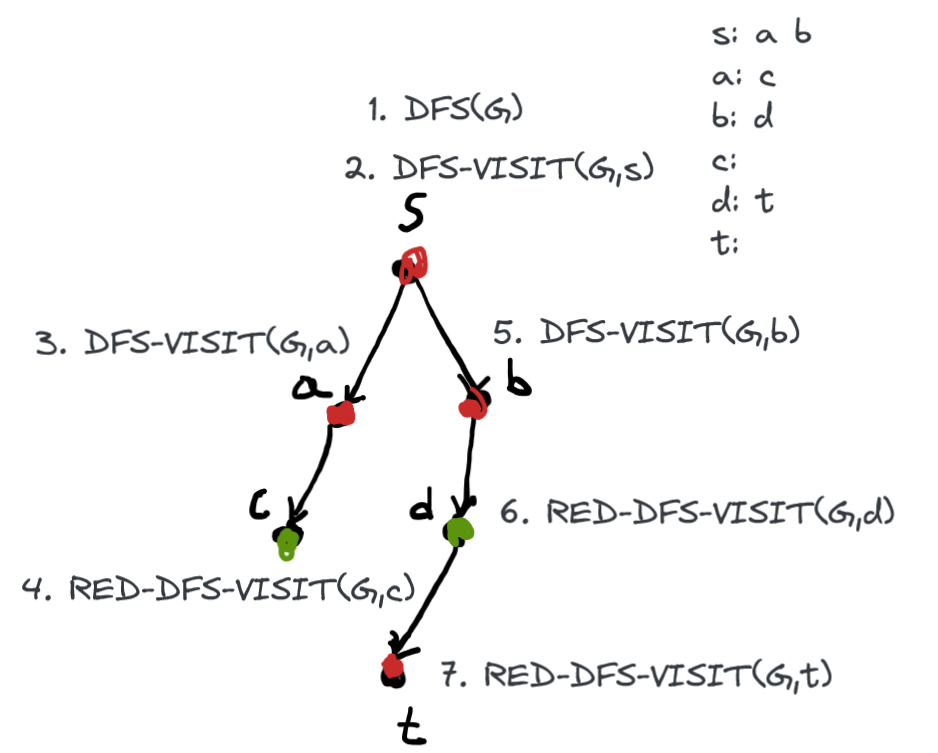 s: a b
a: c
b: d
c:
d: t
t:
1. DFS(G)
2. DFS-VISIT(G,s)
S
3. DFS-VISIT(G,a)
5. DFS-VISIT(G,b)
a
b
c
d
6. RED-DFS-VISIT(G,d)
4. RED-DFS-VISIT(G,c)
7. RED-DFS-VISIT(G,t)
t